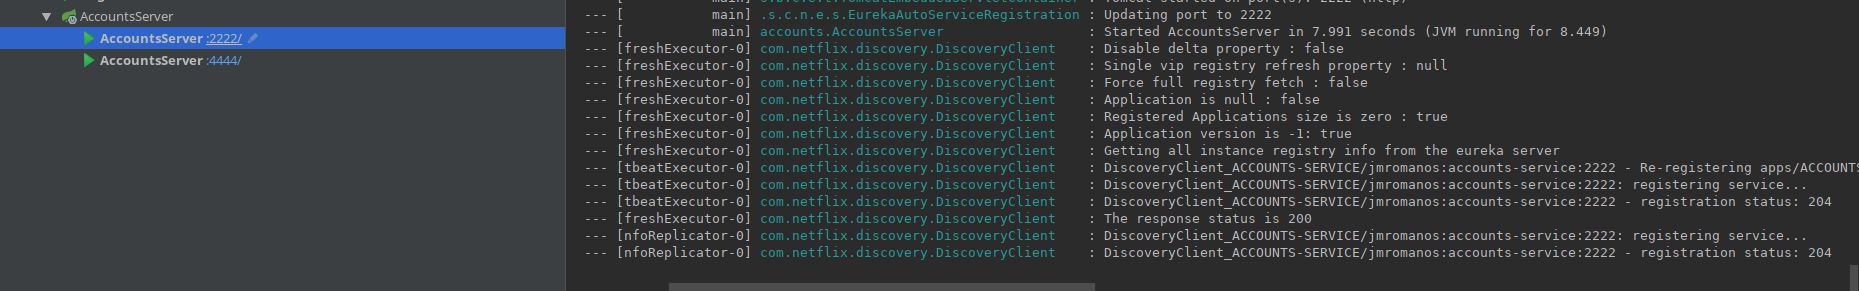 AccountsServer
AccountsServer :2222/
AccountsServer :4444/
--- [           main] .s.c.n.e.s.EurekaAutoServiceRegistration : Updating port to 2222
--- [           main] accounts.AccountsServer                  : Started AccountsServer in 7.991 seconds (JVM running for 8.449)
--- [freshExecutor-0] com.netflix.discovery.DiscoveryClient    : Disable delta property : false
--- [freshExecutor-0] com.netflix.discovery.DiscoveryClient    : Single vip registry refresh property : null
--- [freshExecutor-0] com.netflix.discovery.DiscoveryClient    : Force full registry fetch : false
--- [freshExecutor-0] com.netflix.discovery.DiscoveryClient    : Application is null : false
--- [freshExecutor-0] com.netflix.discovery.DiscoveryClient    : Registered Applications size is zero : true
--- [freshExecutor-0] com.netflix.discovery.DiscoveryClient    : Application version is -1: true
--- [freshExecutor-0] com.netflix.discovery.DiscoveryClient    : Getting all instance registry info from the eureka server
--- [tbeatExecutor-0] com.netflix.discovery.DiscoveryClient    : DiscoveryClient_ACCOUNTS-SERVICE/jmromanos:accounts-service:2222 - Re-registering apps/ACCOUNTS
--- [tbeatExecutor-0] com.netflix.discovery.DiscoveryClient    : DiscoveryClient_ACCOUNTS-SERVICE/jmromanos:accounts-service:2222: registering service...
--- [tbeatExecutor-0] com.netflix.discovery.DiscoveryClient    : DiscoveryClient_ACCOUNTS-SERVICE/jmromanos:accounts-service:2222 - registration status: 204
--- [freshExecutor-0] com.netflix.discovery.DiscoveryClient    : The response status is 200
--- [nfoReplicator-0] com.netflix.discovery.DiscoveryClient    : DiscoveryClient_ACCOUNTS-SERVICE/jmromanos:accounts-service:2222: registering service...
--- [nfoReplicator-0] com.netflix.discovery.DiscoveryClient    : DiscoveryClient_ACCOUNTS-SERVICE/jmromanos:accounts-service:2222 - registration status: 204